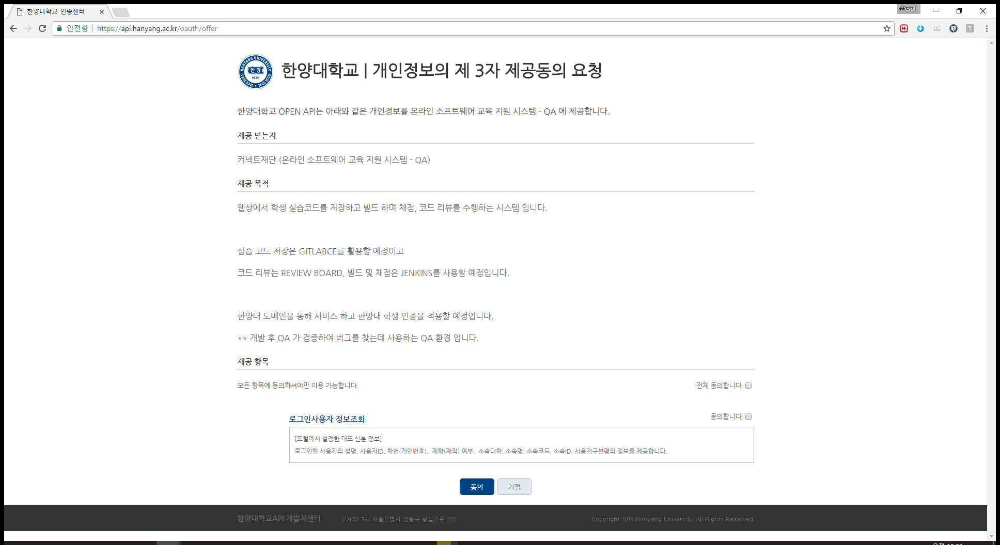 한양대학교 인증센터
esol
안전함 https://api.hanyang.ac.kr/oauth/offer
HANYANG UNIVERSITY
한양
1939
한양대학교 | 개인정보의 제 3자 제공동의 요청
한양대학교 OPEN API는 아래와 같은 개인정보를 온라인 소프트웨어 교육 지원 시스템 - QA 에 제공합니다.
제공 받는자
커넥트재단 (온라인 소프트웨어 교육 지원 시스템 - QA)
제공 목적
웹상에서 학생 실습코드를 저장하고 빌드 하며 채점, 코드 리뷰를 수행하는 시스템 입니다.
실습 코드 저장은 GITLABCE를 활용할 예정이고
코드 리뷰는 REVIEW BOARD, 빌드 및 채점은 JENKINS를 사용할 예정입니다.
한양대 도메인을 통해 서비스 하고 한양대 학생 인증을 적용할 예정입니다.
** 개발 후 QA 가 검증하여 버그를 찾는데 사용하는 QA 환경 입니다.
제공 항목
모든 항목에 동의하셔야만 이용 가능합니다. 전체 동의합니다.
로그인사용자 정보조회 동의합니다.
[포털에서 설정한 대표 신분 정보]
로그인한 사용자의 성명, 사용자ID, 학번(개인번호), 재학(재직) 여부, 소속대학, 소속명, 소속코드, 소속ID, 사용자구분명의 정보를 제공합니다.
동의 거절
한양대학교API 개발자센터 우)133-791 서울특별시 성동구 왕십리로 222 Copyright 2014 Hanyang University. All Rights Reserved.